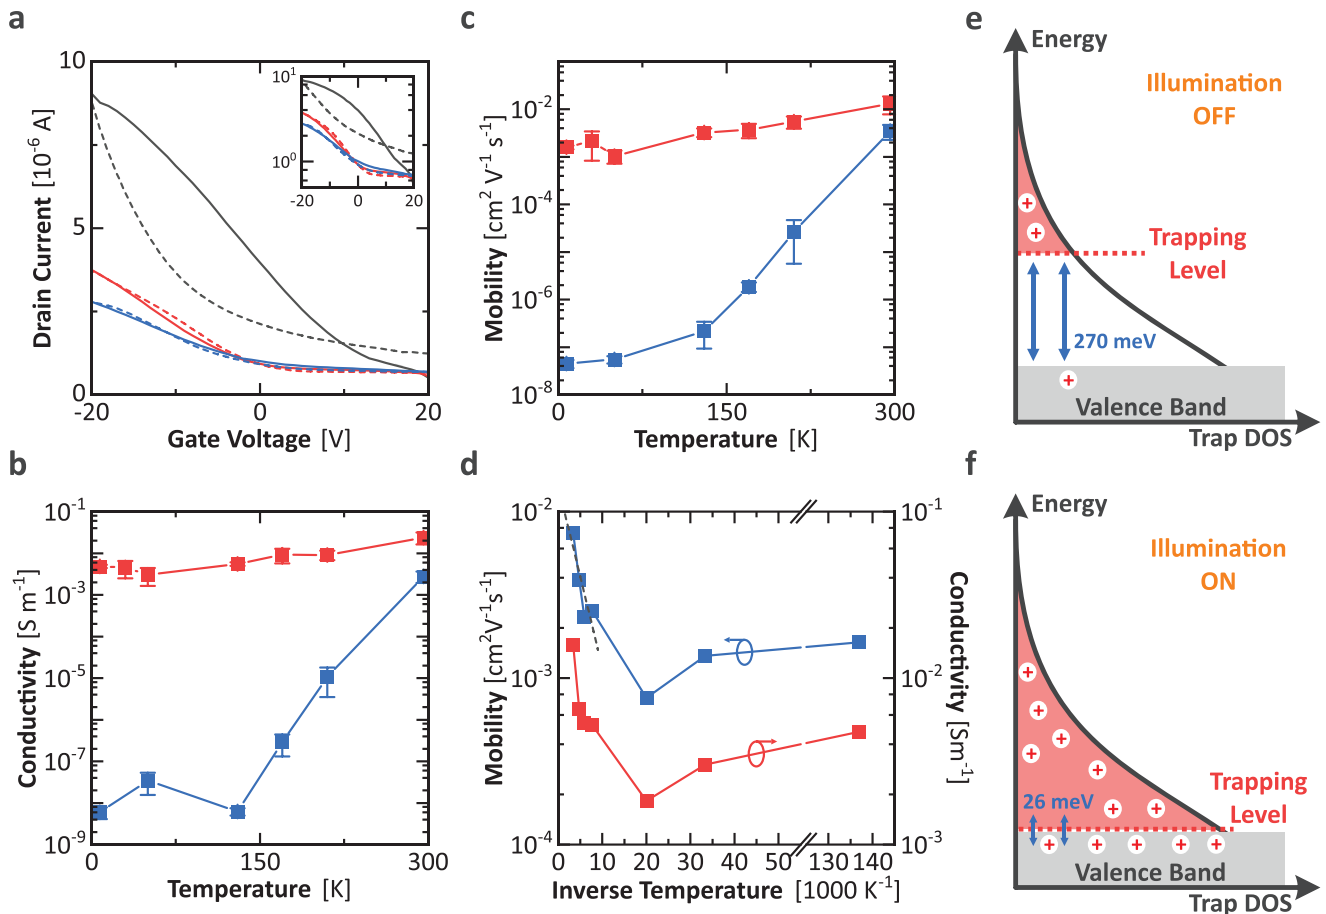 a
10
5
0
Drain Current [10-6 A]
-20
0
20
Gate Voltage [V]
101
100
-20
0
20
b
10-1
10-3
10-5
10-7
10-9
Conductivity [S m-1]
0
150
300
Temperature [K]
c
10-2
10-4
10-6
10-8
Mobility [cm2 V-1 s-1]
0
150
300
Temperature [K]
d
10-2
10-3
10-4
Mobility [cm2V-1s-1]
10-1
10-2
10-3
Conductivity [Sm-1]
0 10 20 30 40 50 130 140
Inverse Temperature [1000 K-1]
e
Energy
Illumination
OFF
+
+
Trapping
Level
270 meV
+
Valence Band
Trap DOS
f
Energy
Illumination
ON
+
+
+
+
+
+
+
Trapping
Level
26 meV
+ + + + +
Valence Band
Trap DOS